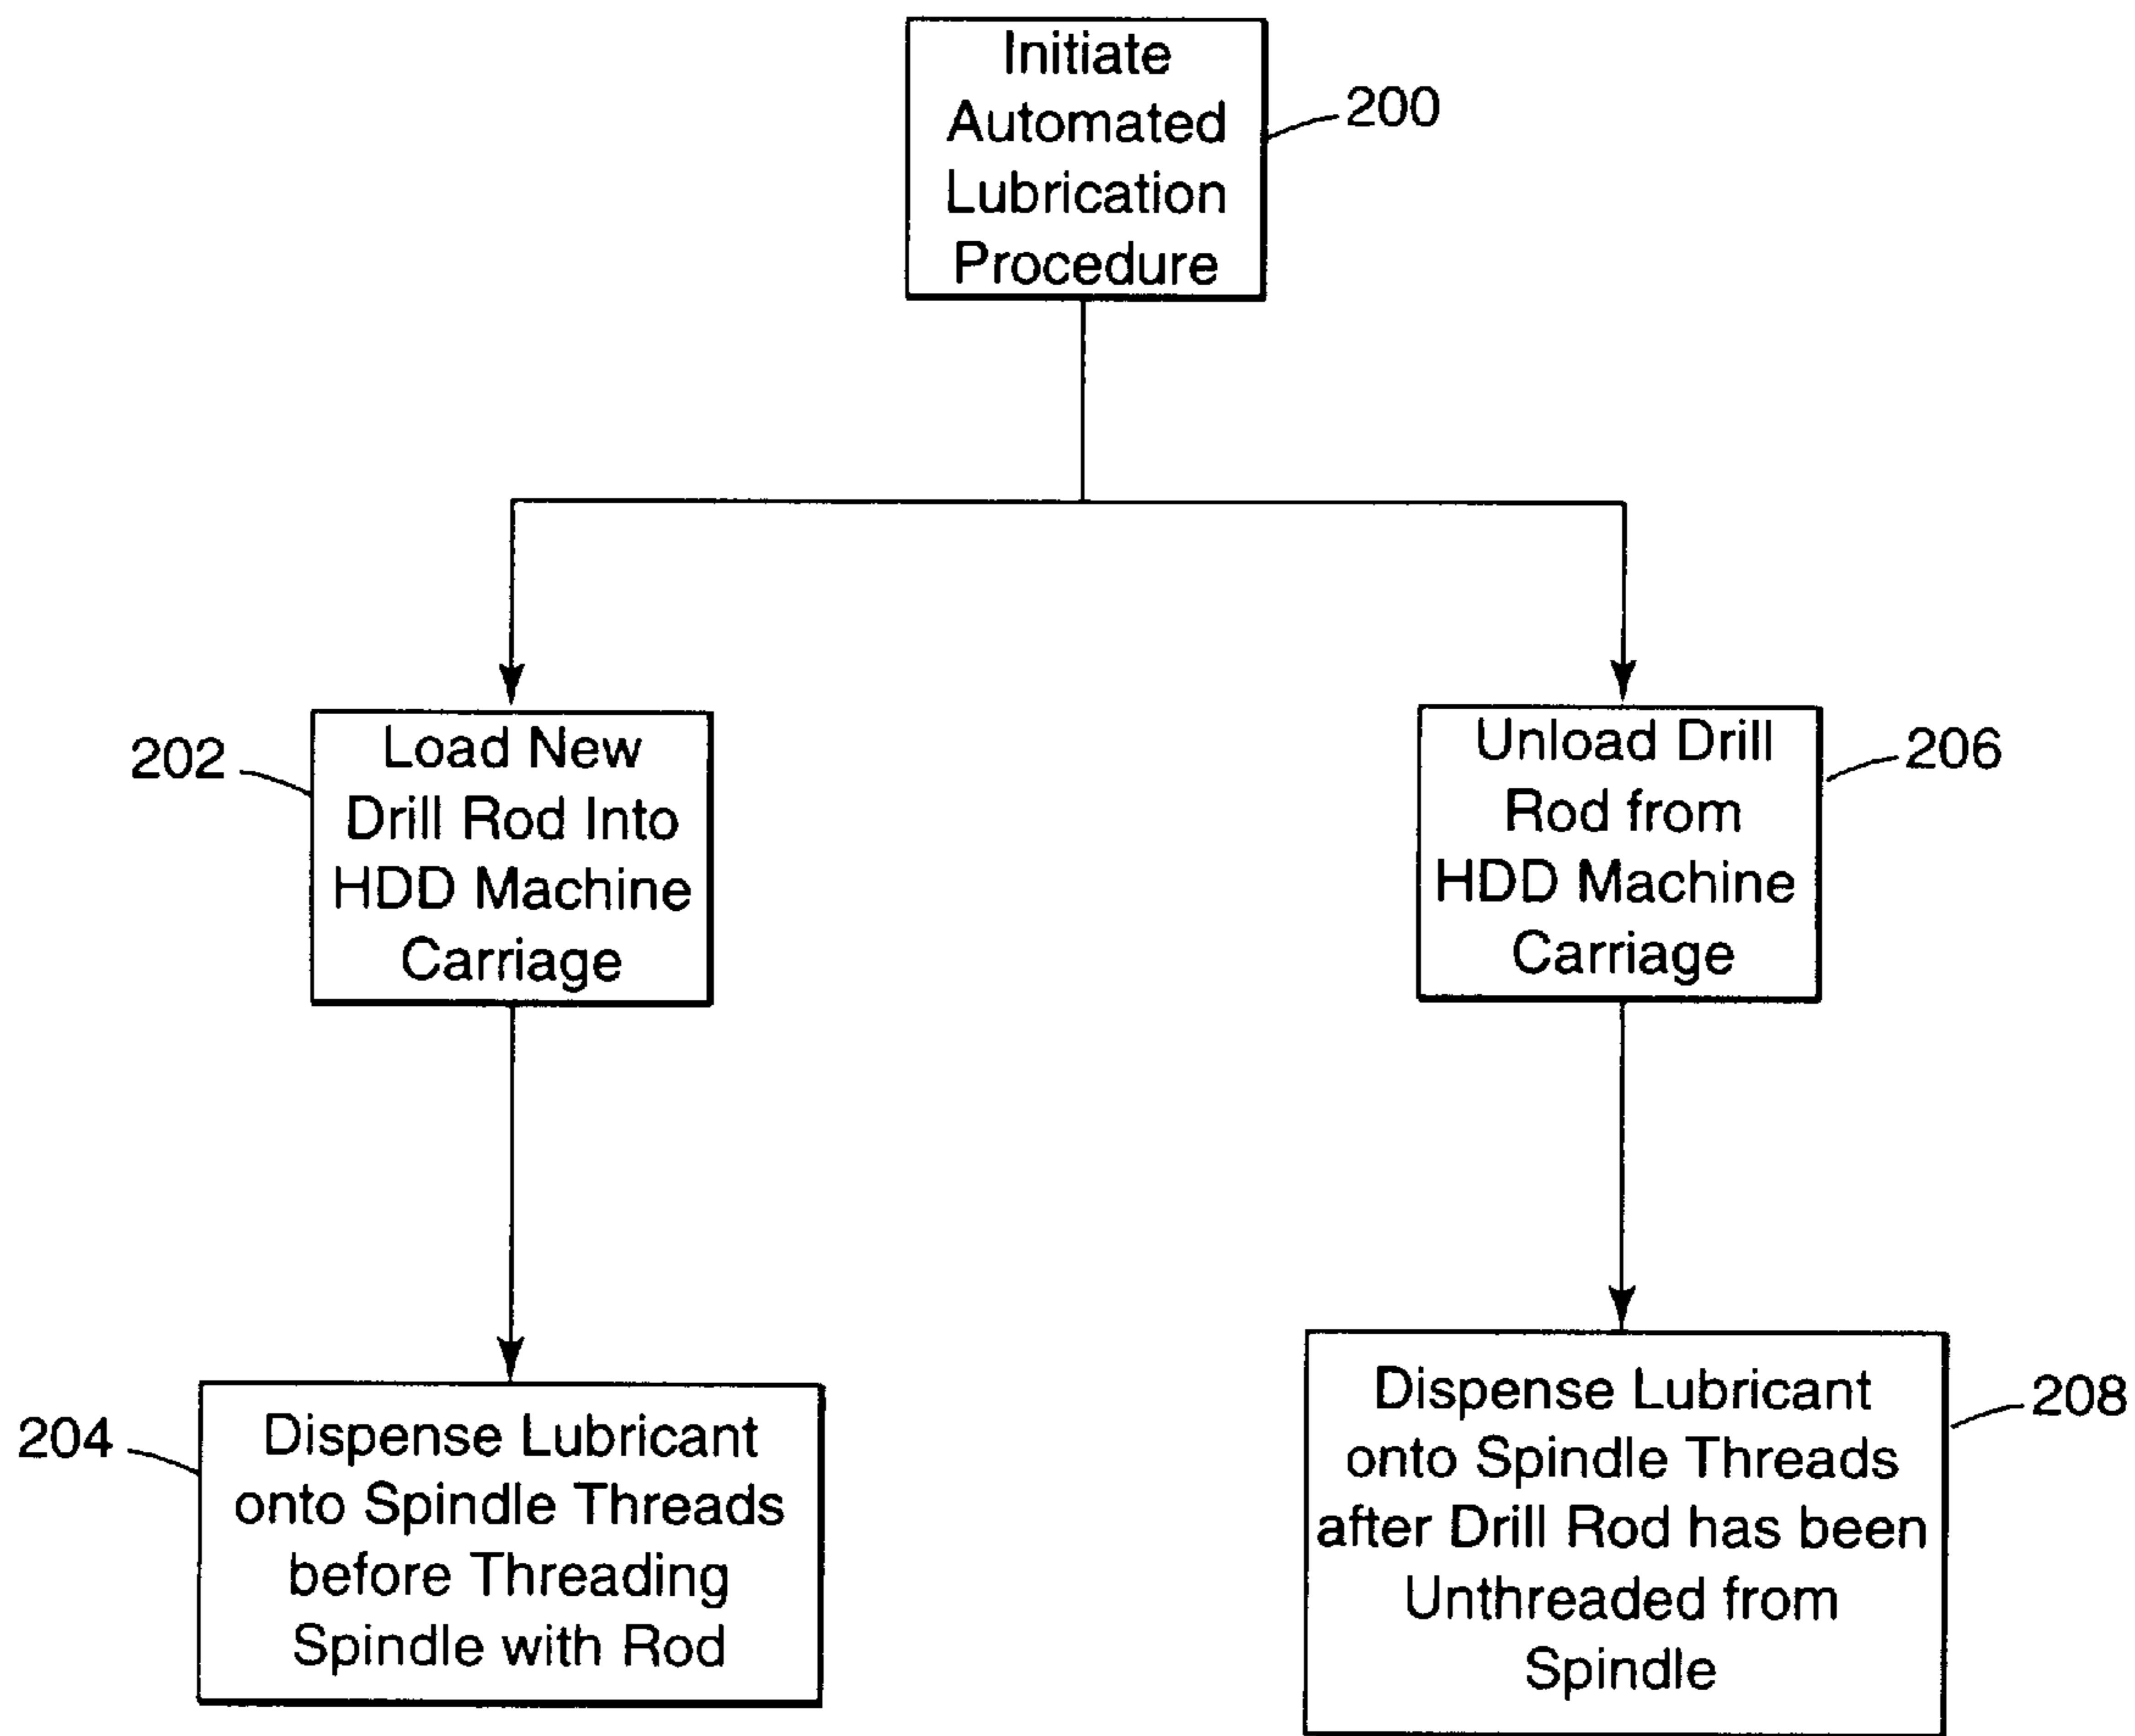 Initiate
Automated
Lubrication
Procedure
200
202
Load New
Drill Rod Into
HDD Machine
Carriage
Unload Drill
Rod from
HDD Machine
Carriage
206
204
Dispense Lubricant
onto Spindle Threads
before Threading
Spindle with Rod
Dispense Lubricant
onto Spindle Threads
after Drill Rod has been
Unthreaded from
Spindle
208